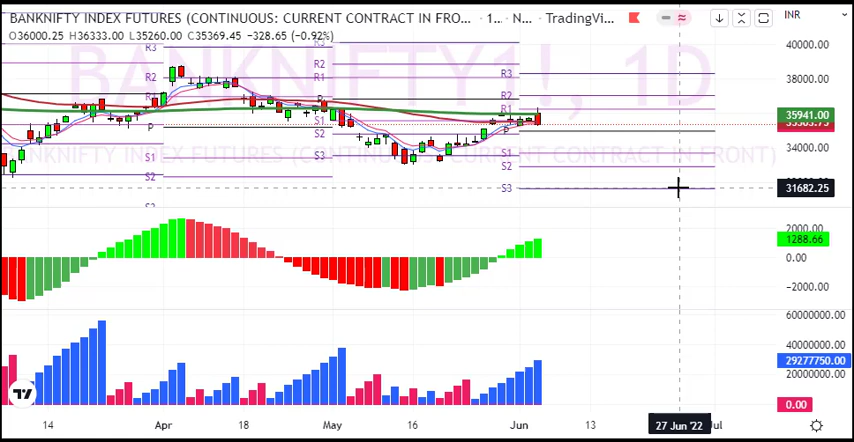 BANKNIFTY INDEX FUTURES (CONTINUOUS: CURRENT CONTRACT IN FRO... · 1... · N... · TradingVi...
INR
O36000.25 H36333.00 L35260.00 C35369.45 -328.65 (-0.92%)
BANKNIFTY1!, 1D
BANKNIFTY INDEX FUTURES (CONTINUOUS: CURRENT CONTRACT IN FRONT)
40000.00
38000.00
35941.00
34000.00
31682.25
R3
R2
R1
P
S1
S2
S3
R3
R2
R1
P
S1
S2
S3
R3
R2
R1
P
S1
S2
S3
2000.00
1288.66
0.00
-2000.00
60000000.00
29277750.00
20000000.00
0.00
14
Apr
18
May
16
Jun
13
27 Jun '22
Jul